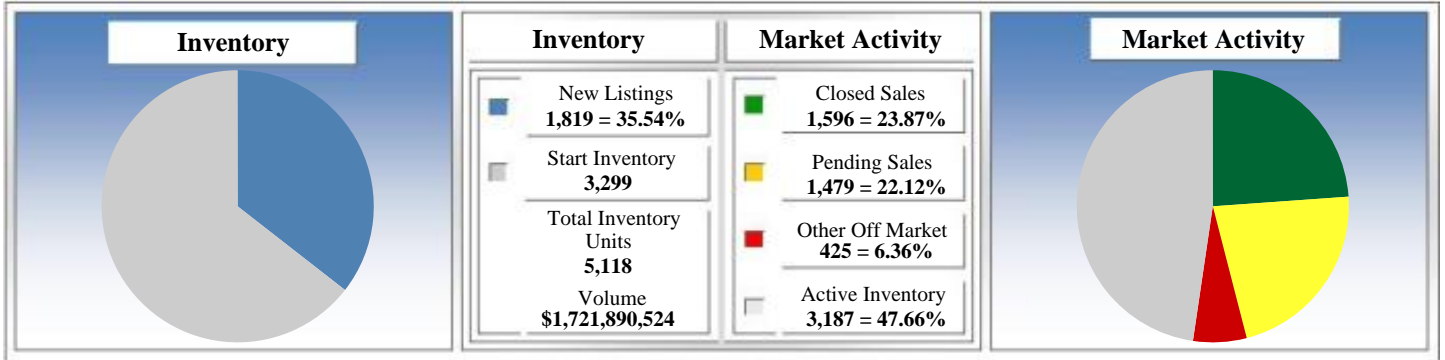 Inventory
Inventory
Market Activity
New Listings
1,819 = 35.54%
Start Inventory
3,299
Total Inventory
Units
5,118
Volume
$1,721,890,524
Closed Sales
1,596 = 23.87%
Pending Sales
1,479 = 22.12%
Other Off Market
425 = 6.36%
Active Inventory
3,187 = 47.66%
Market Activity